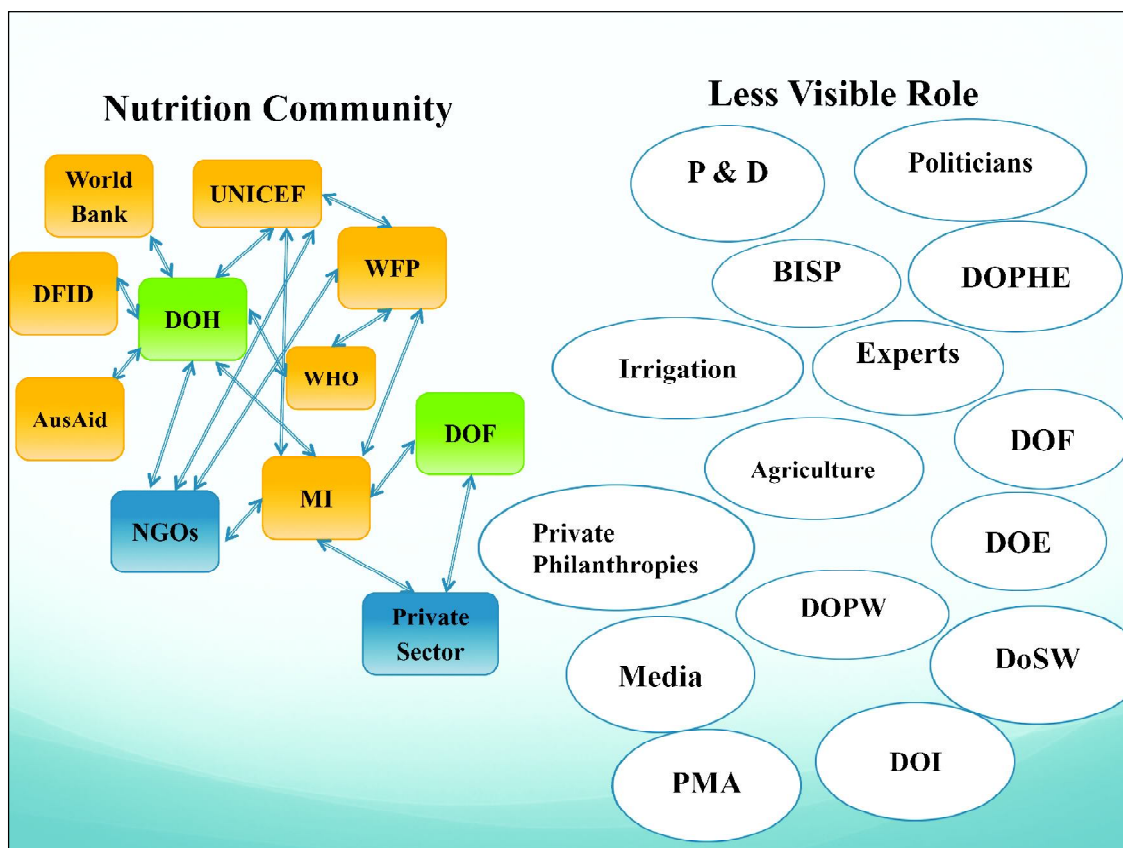 Nutrition Community
World
Bank
UNICEF
WFP
DFID
DOH
WHO
AusAid
DOF
MI
NGOs
Private
Sector
Less Visible Role
P & D
Politicians
BISP
DOPHE
Irrigation
Experts
DOF
Agriculture
Private
Philanthropies
DOE
DOPW
Media
DoSW
PMA
DOI